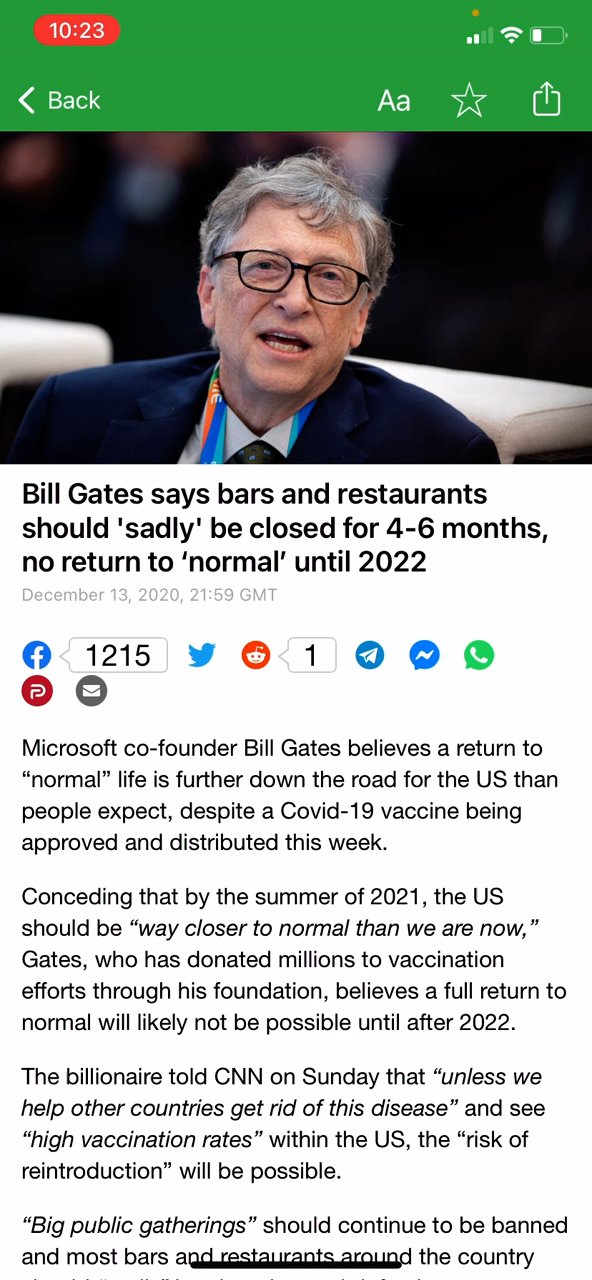 10:23
Back
Aa
Bill Gates says bars and restaurants
should 'sadly' be closed for 4-6 months,
no return to ‘normal’ until 2022
December 13, 2020, 21:59 GMT
1215
1
Microsoft co-founder Bill Gates believes a return to
“normal” life is further down the road for the US than
people expect, despite a Covid-19 vaccine being
approved and distributed this week.
Conceding that by the summer of 2021, the US
should be “way closer to normal than we are now,”
Gates, who has donated millions to vaccination
efforts through his foundation, believes a full return to
normal will likely not be possible until after 2022.
The billionaire told CNN on Sunday that “unless we
help other countries get rid of this disease” and see
“high vaccination rates” within the US, the “risk of
reintroduction” will be possible.
“Big public gatherings” should continue to be banned
and most bars and restaurants around the country